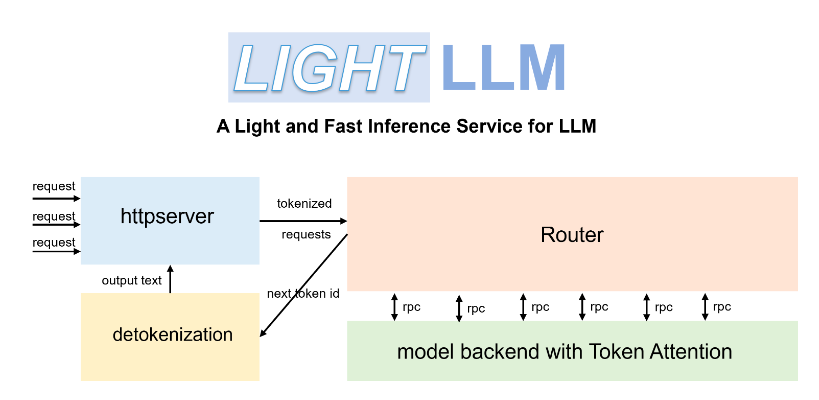 LIGHT LLM
A Light and Fast Inference Service for LLM
request
request
request
httpserver
tokenized
requests
Router
output text
next token id
detokenization
rpc
rpc
rpc
rpc
rpc
rpc
model backend with Token Attention